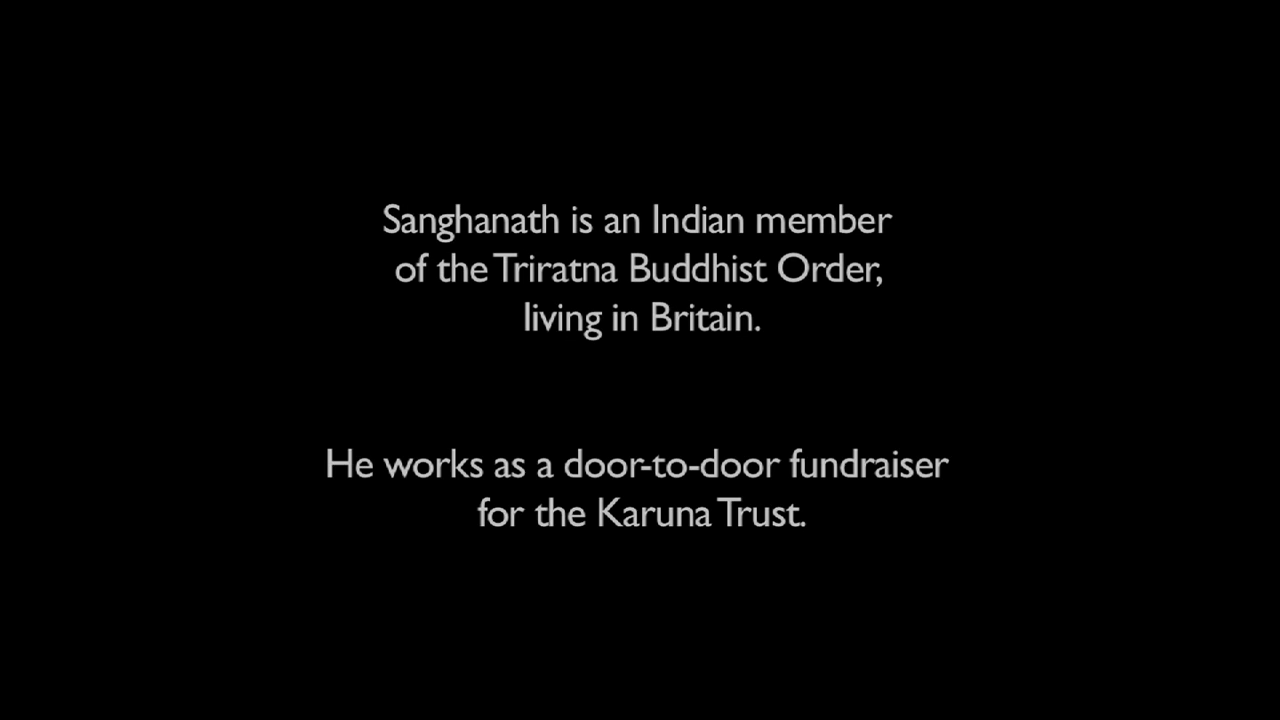 Sanghanath is an Indian member
of the Triratna Buddhist Order,
living in Britain.
He works as a door-to-door fundraiser
for the Karuna Trust.